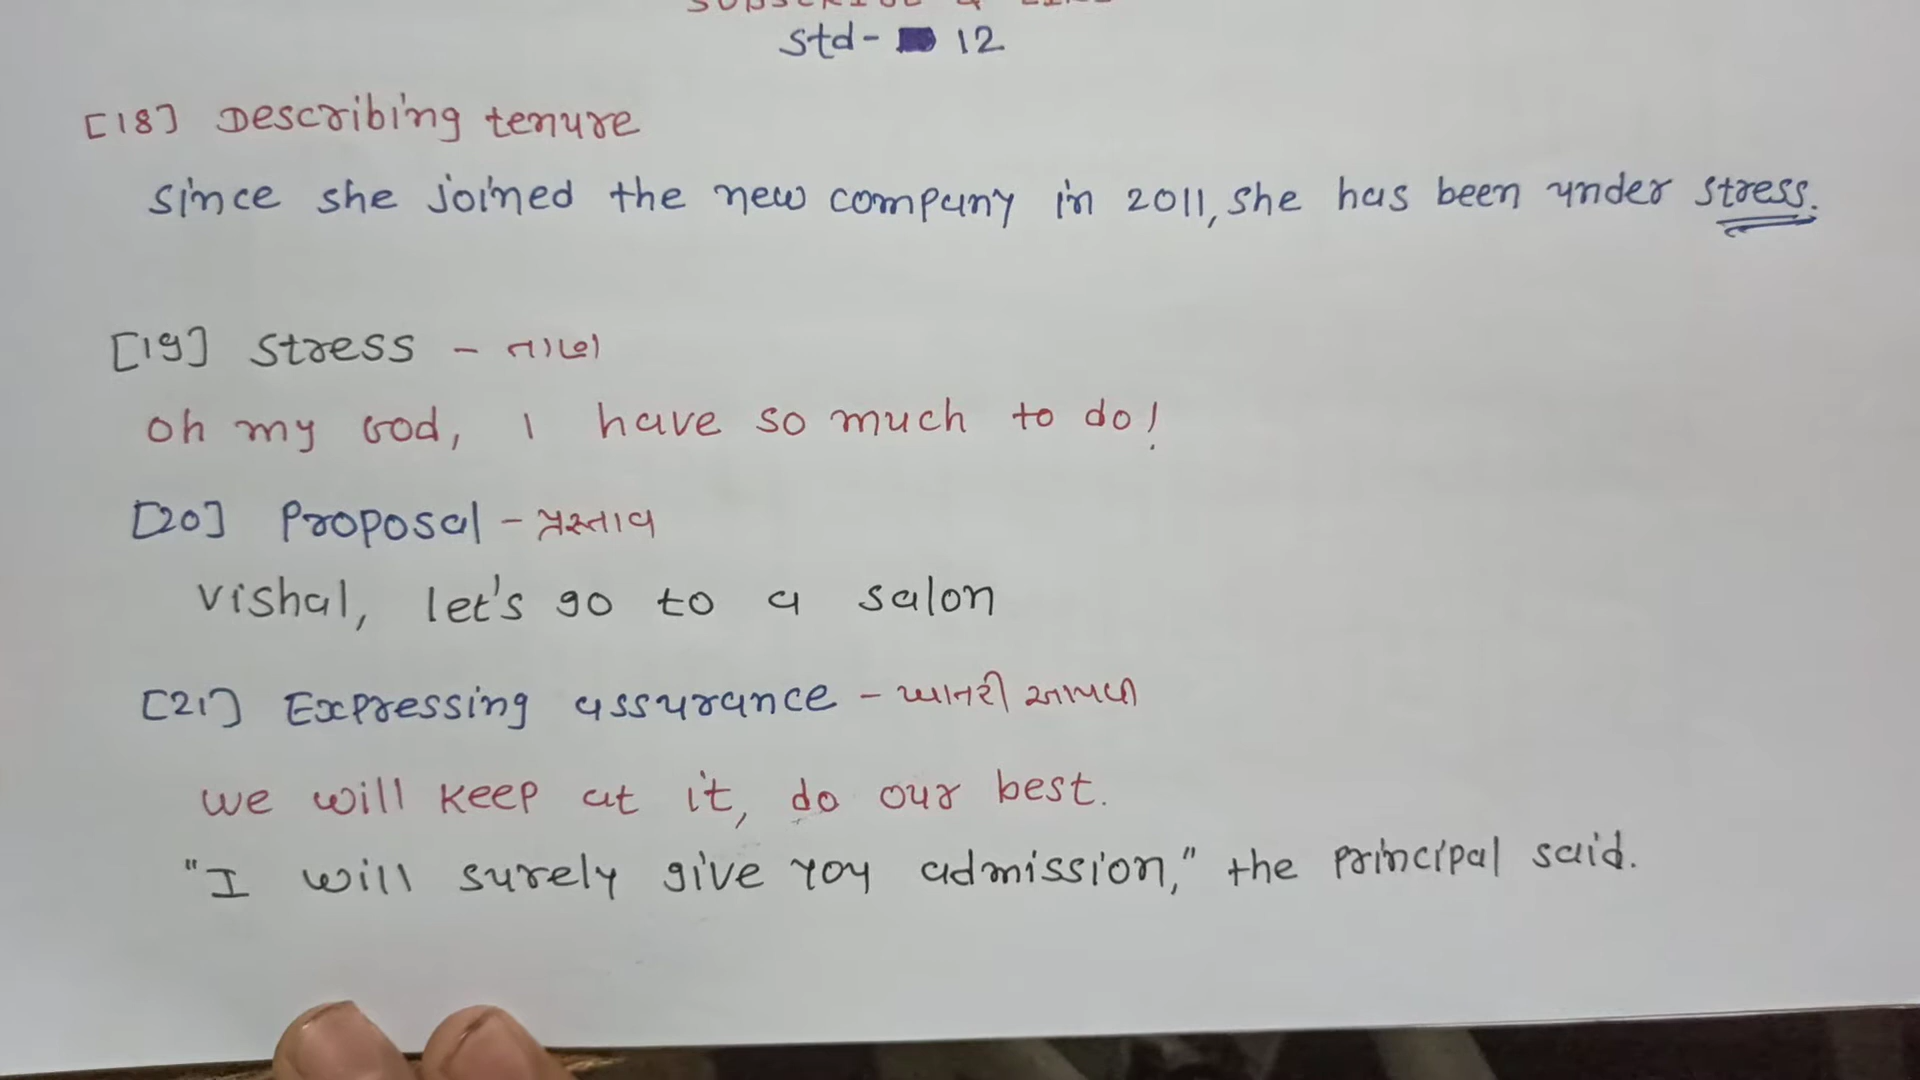 SUBSCRIBE & LIKE
Std- 12
[18] Describing tenure
since she joined the new company in 2011, she has been under stress.
[19] Stress - તાણ
oh my God, I have so much to do!
[20] Proposal - પ્રસ્તાવ
Vishal, let's go to a salon
[21] Expressing assurance - ખાતરી આપવી
we will keep at it, do our best.
"I will surely give you admission," the principal said.